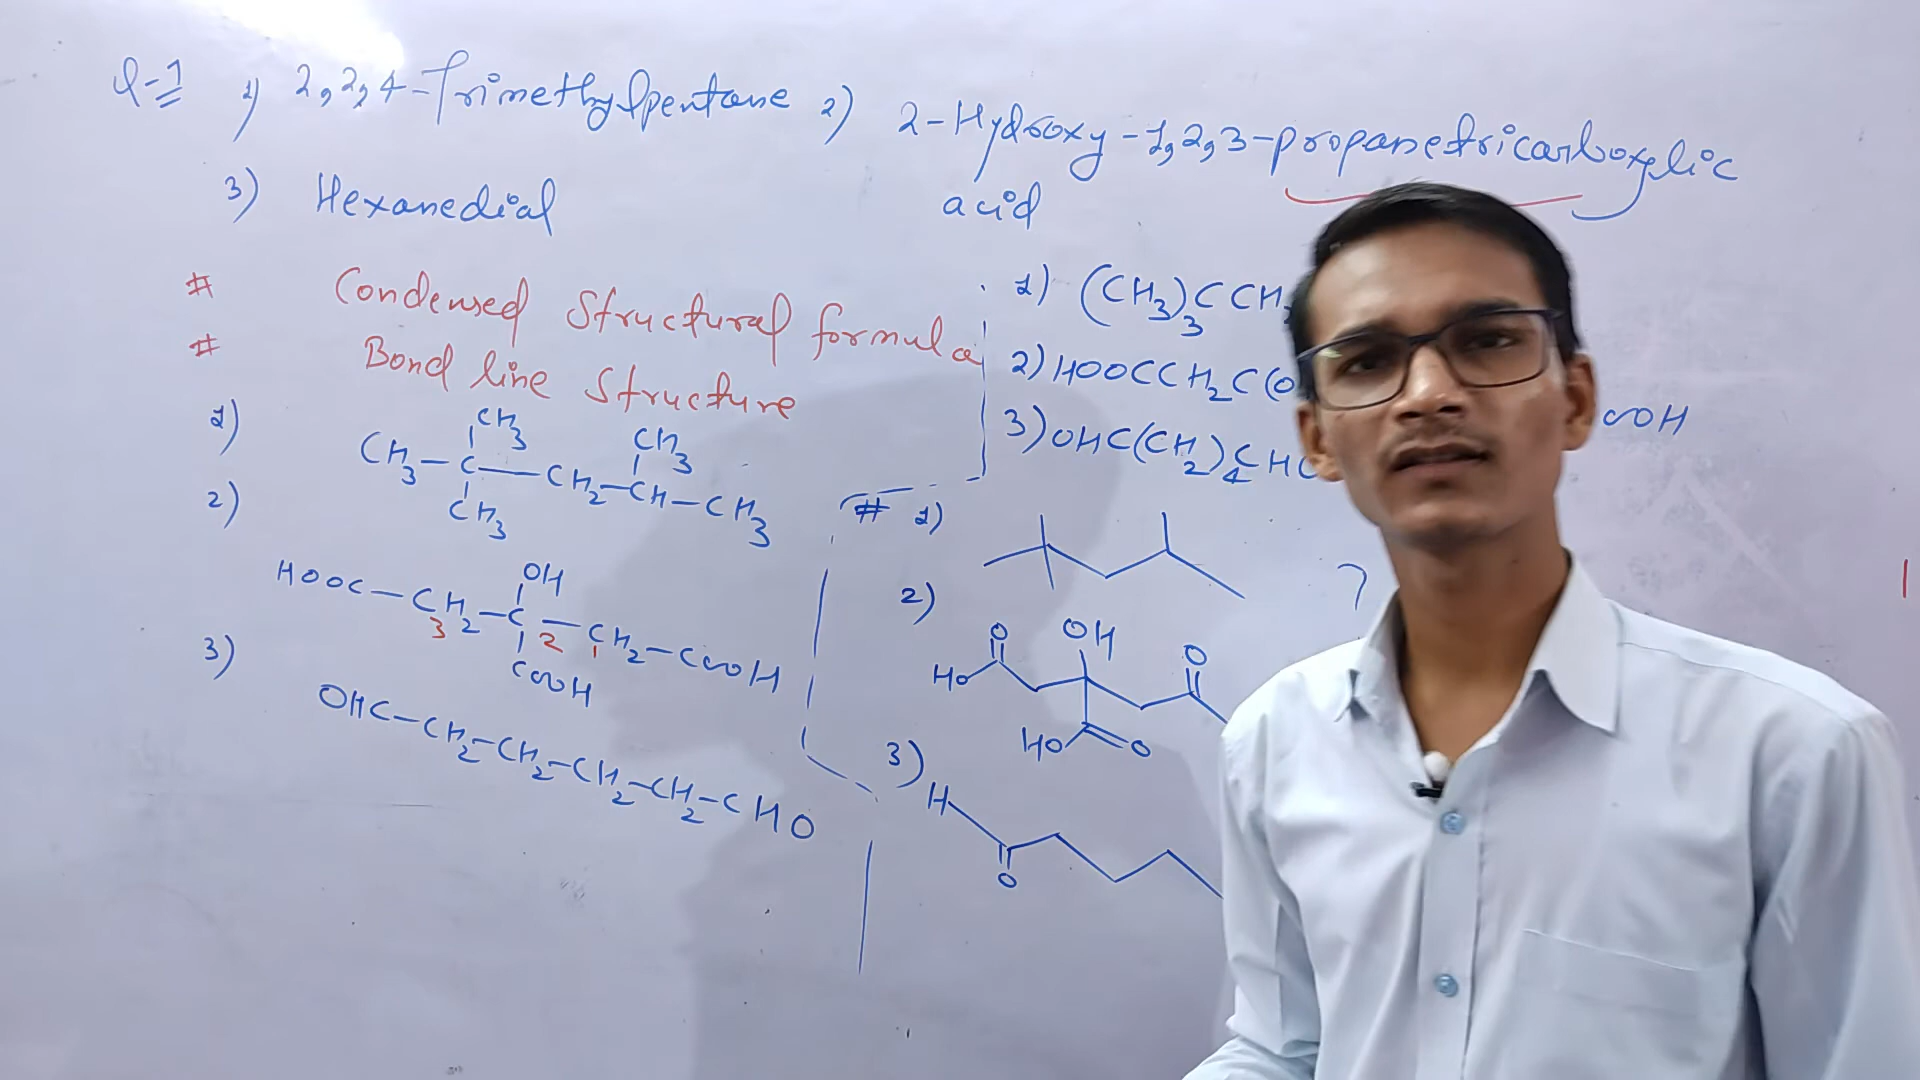 Q-1 1) 2,2,4-Trimethylpentane 2) 2-Hydroxy-1,2,3-propanetricarboxylic
3) Hexanedial acid
# Condensed Structural formula
# Bond line Structure
1) CH3-C-CH2-CH-CH3
CH3 CH3
CH3
2) HOOC-CH2-C-CH2-COOH
OH
3 2 1
COOH
3) OHC-CH2-CH2-CH2-CH2-CHO
1) (CH3)3CCH
2) HOOCCH2C(O
COOH
3) OHC(CH2)4CHO
# 1)
2)
O OH O
HO
HO O
3)
H
O